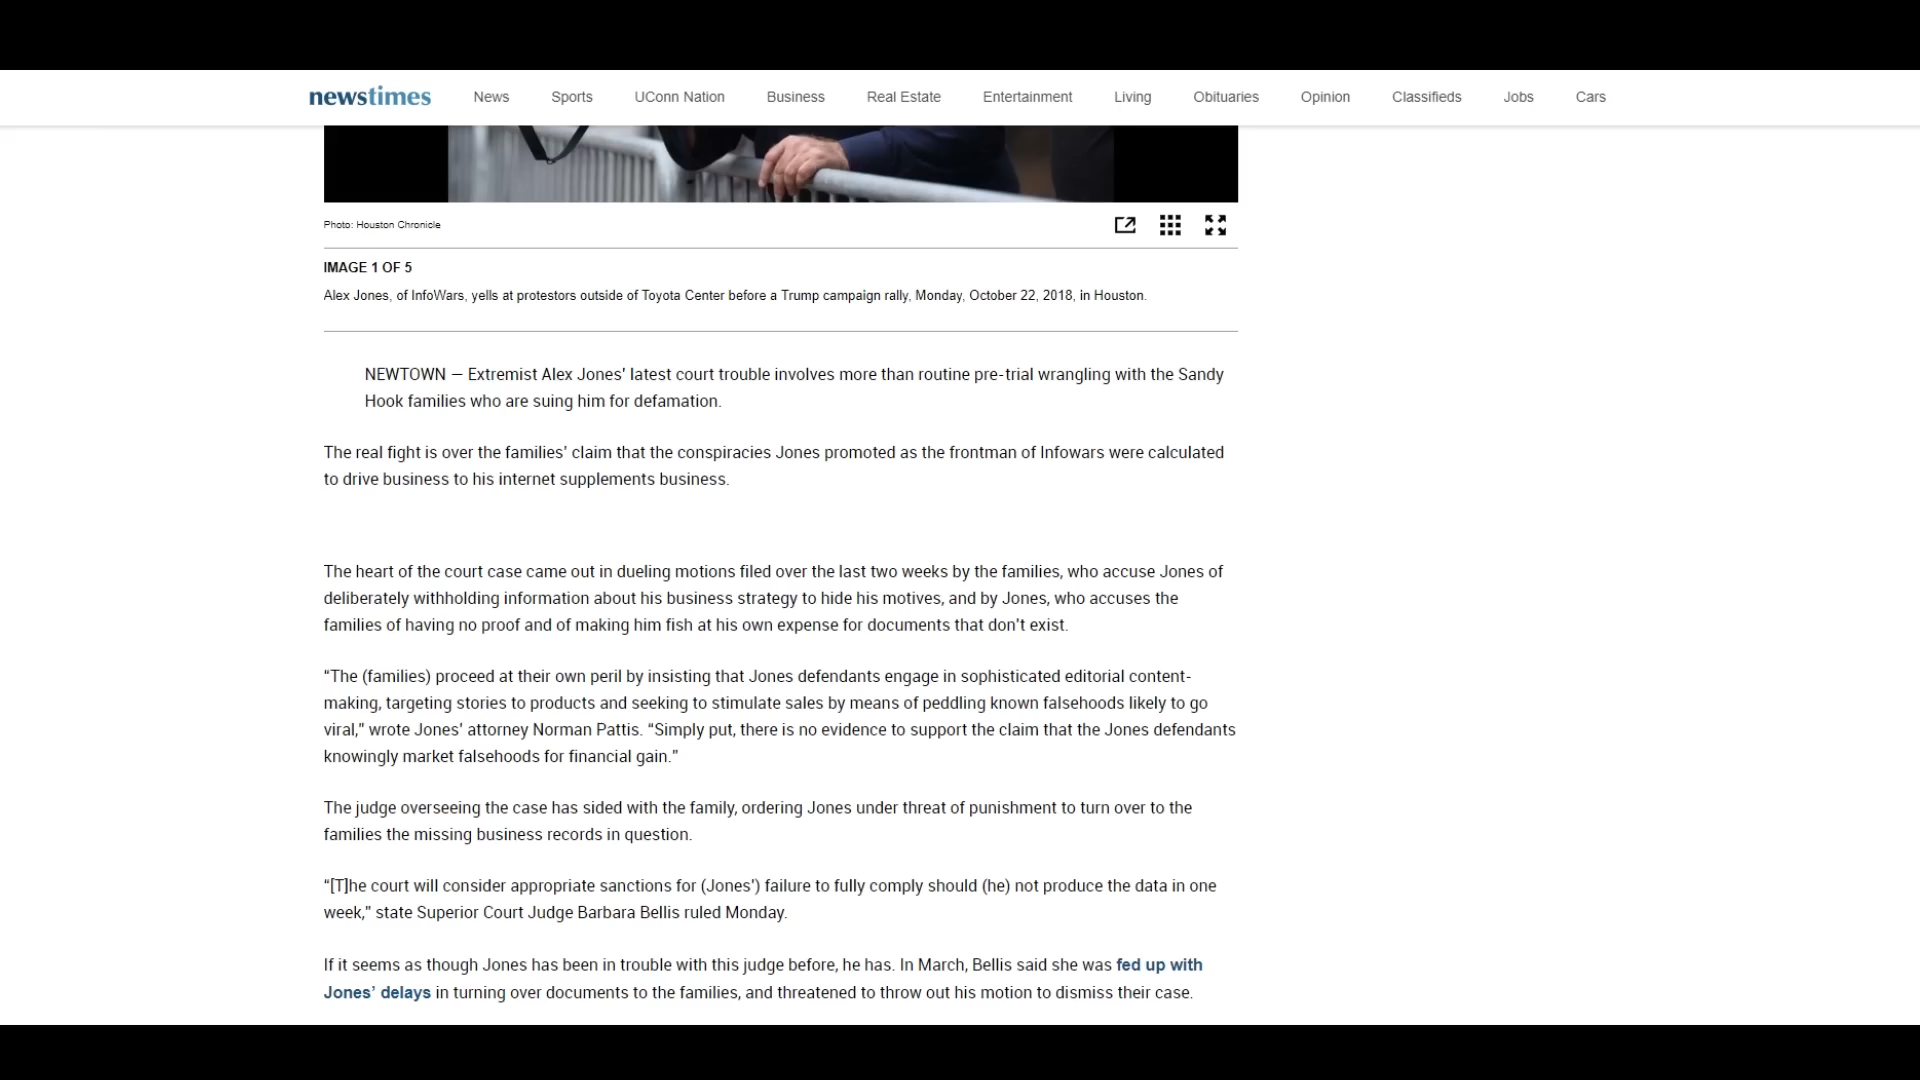 newstimes
News
Sports
UConn Nation
Business
Real Estate
Entertainment
Living
Obituaries
Opinion
Classifieds
Jobs
Cars
Photo: Houston Chronicle
IMAGE 1 OF 5
Alex Jones, of InfoWars, yells at protestors outside of Toyota Center before a Trump campaign rally, Monday, October 22, 2018, in Houston.
NEWTOWN — Extremist Alex Jones' latest court trouble involves more than routine pre-trial wrangling with the Sandy
Hook families who are suing him for defamation.
The real fight is over the families' claim that the conspiracies Jones promoted as the frontman of Infowars were calculated
to drive business to his internet supplements business.
The heart of the court case came out in dueling motions filed over the last two weeks by the families, who accuse Jones of
deliberately withholding information about his business strategy to hide his motives, and by Jones, who accuses the
families of having no proof and of making him fish at his own expense for documents that don't exist.
“The (families) proceed at their own peril by insisting that Jones defendants engage in sophisticated editorial content-
making, targeting stories to products and seeking to stimulate sales by means of peddling known falsehoods likely to go
viral,” wrote Jones' attorney Norman Pattis. “Simply put, there is no evidence to support the claim that the Jones defendants
knowingly market falsehoods for financial gain.”
The judge overseeing the case has sided with the family, ordering Jones under threat of punishment to turn over to the
families the missing business records in question.
“[T]he court will consider appropriate sanctions for (Jones') failure to fully comply should (he) not produce the data in one
week,” state Superior Court Judge Barbara Bellis ruled Monday.
If it seems as though Jones has been in trouble with this judge before, he has. In March, Bellis said she was fed up with
Jones’ delays in turning over documents to the families, and threatened to throw out his motion to dismiss their case.